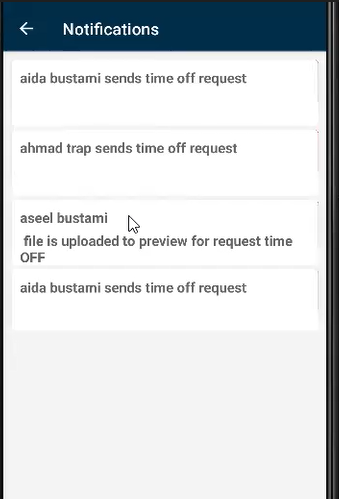 Notifications
aida bustami sends time off request
ahmad trap sends time off request
aseel bustami
file is uploaded to preview for request time
OFF
aida bustami sends time off request